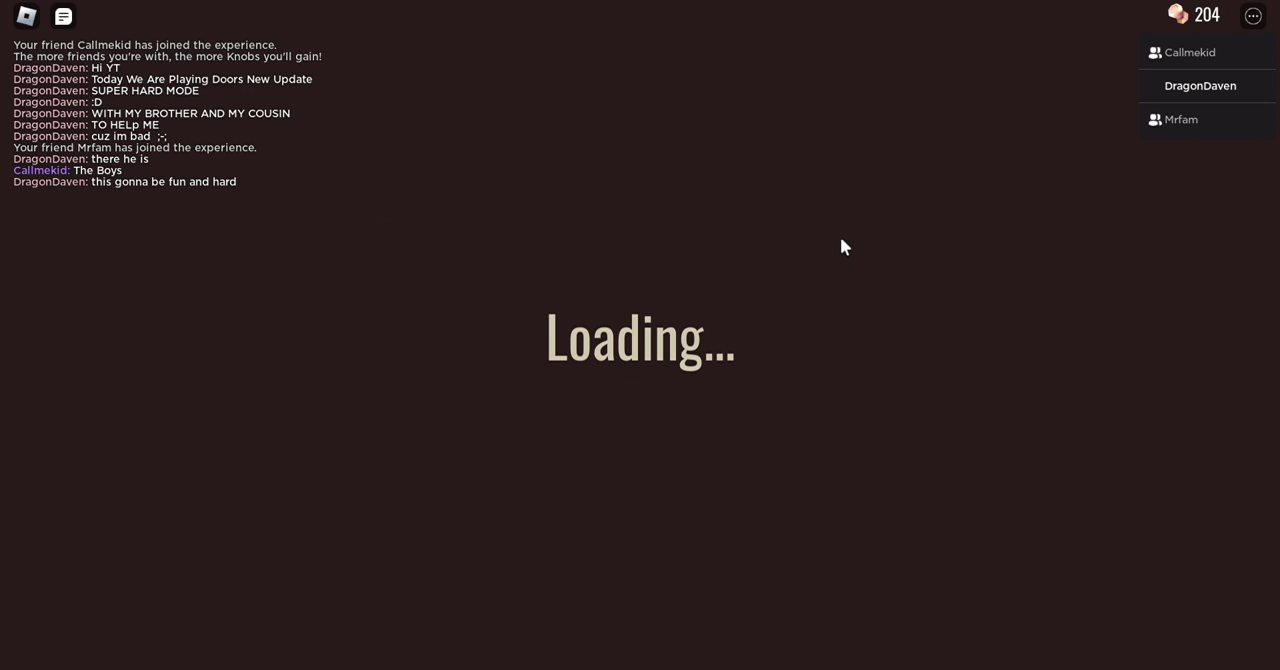 204
Your friend Callmekid has joined the experience.
The more friends you're with, the more Knobs you'll gain!
DragonDaven: Hi YT
DragonDaven: Today We Are Playing Doors New Update
DragonDaven: SUPER HARD MODE
DragonDaven: :D
DragonDaven: WITH MY BROTHER AND MY COUSIN
DragonDaven: TO HELp ME
DragonDaven: cuz im bad  ;-;
Your friend Mrfam has joined the experience.
DragonDaven: there he is
Callmekid: The Boys
DragonDaven: this gonna be fun and hard
Callmekid
DragonDaven
Mrfam
Loading...